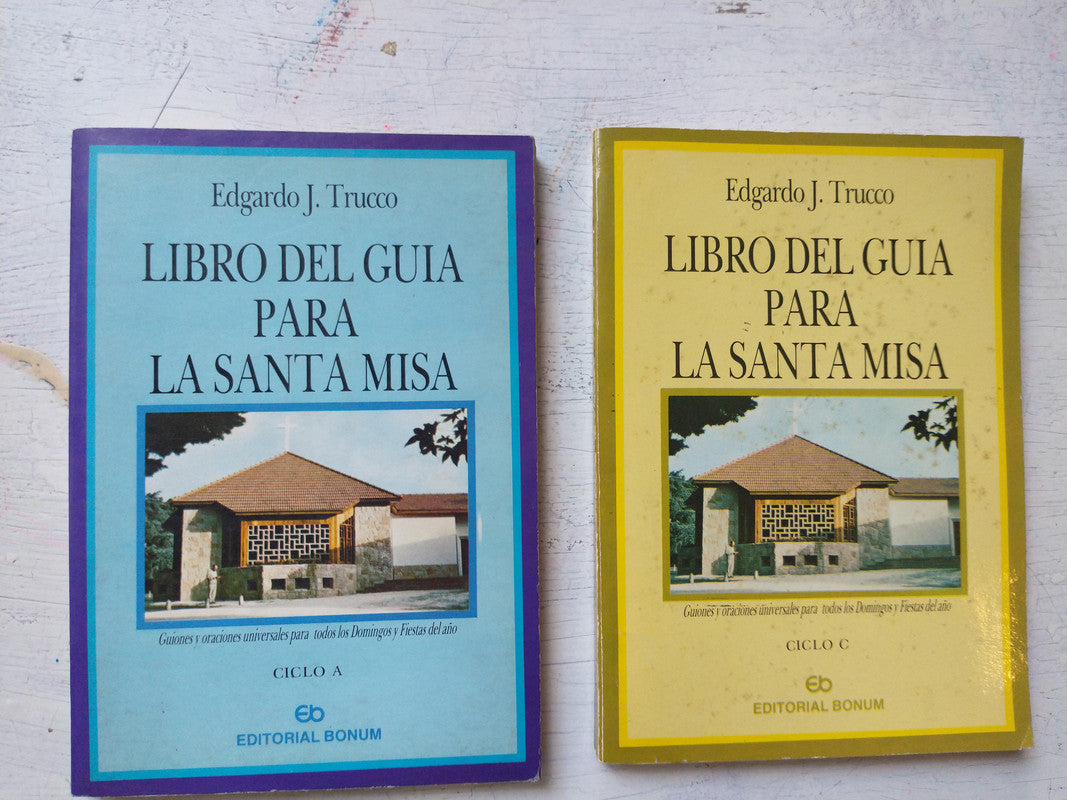 Edgardo J. Trucco
LIBRO DEL GUIA
PARA
LA SANTA MISA
Guiones y oraciones universales para todos los Domingos y Fiestas del año
CICLO A
Eb
EDITORIAL BONUM
Edgardo J. Trucco
LIBRO DEL GUIA
PARA
LA SANTA MISA
Guiones y oraciones universales para todos los Domingos y Fiestas del año
CICLO C
Eb
EDITORIAL BONUM